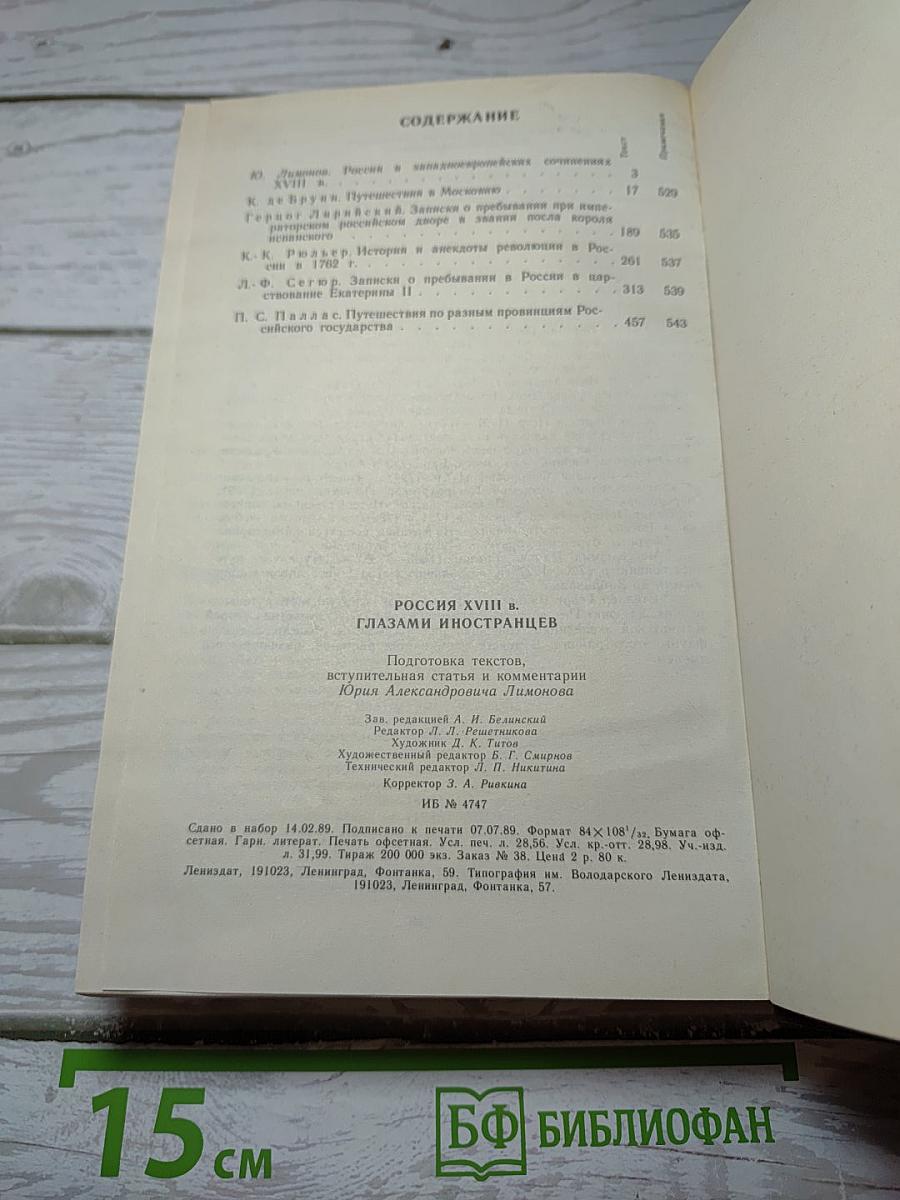 СОДЕРЖАНИЕ
Текст
Примечания
Ю. Лимонов. Россия в западноевропейских сочинениях
XVIII в. . . . . . . . . . . . . . . . . . 3
К. де Бруин. Путешествия в Московию . . . . . . . 17 529
Герцог Лирийский. Записки о пребывании при импе-
раторском российском дворе в звании посла короля
испанского . . . . . . . . . . . . . . . . 189 535
К.-К. Рюльер. История и анекдоты революции в Рос-
сии в 1762 г. . . . . . . . . . . . . . . . 261 537
Л.-Ф. Сегюр. Записки о пребывании в России в цар-
ствование Екатерины II . . . . . . . . . . . 313 539
П. С. Паллас. Путешествия по разным провинциям Рос-
сийского государства . . . . . . . . . . . . 457 543
РОССИЯ XVIII в.
ГЛАЗАМИ ИНОСТРАНЦЕВ
Подготовка текстов,
вступительная статья и комментарии
Юрия Александровича Лимонова
Зав. редакцией А. И. Белинский
Редактор Л. Л. Решетникова
Художник Д. К. Титов
Художественный редактор Б. Г. Смирнов
Технический редактор Л. П. Никитина
Корректор З. А. Ривкина
ИБ № 4747
Сдано в набор 14.02.89. Подписано к печати 07.07.89. Формат 84×108¹/₃₂. Бумага оф-
сетная. Гарн. литерат. Печать офсетная. Усл. печ. л. 28,56. Усл. кр.-отт. 28,98. Уч.-изд.
л. 31,99. Тираж 200 000 экз. Заказ № 38. Цена 2 р. 80 к.
Лениздат, 191023, Ленинград, Фонтанка, 59. Типография им. Володарского Лениздата,
191023, Ленинград, Фонтанка, 57.
15 см
БФ БИБЛИОФАН